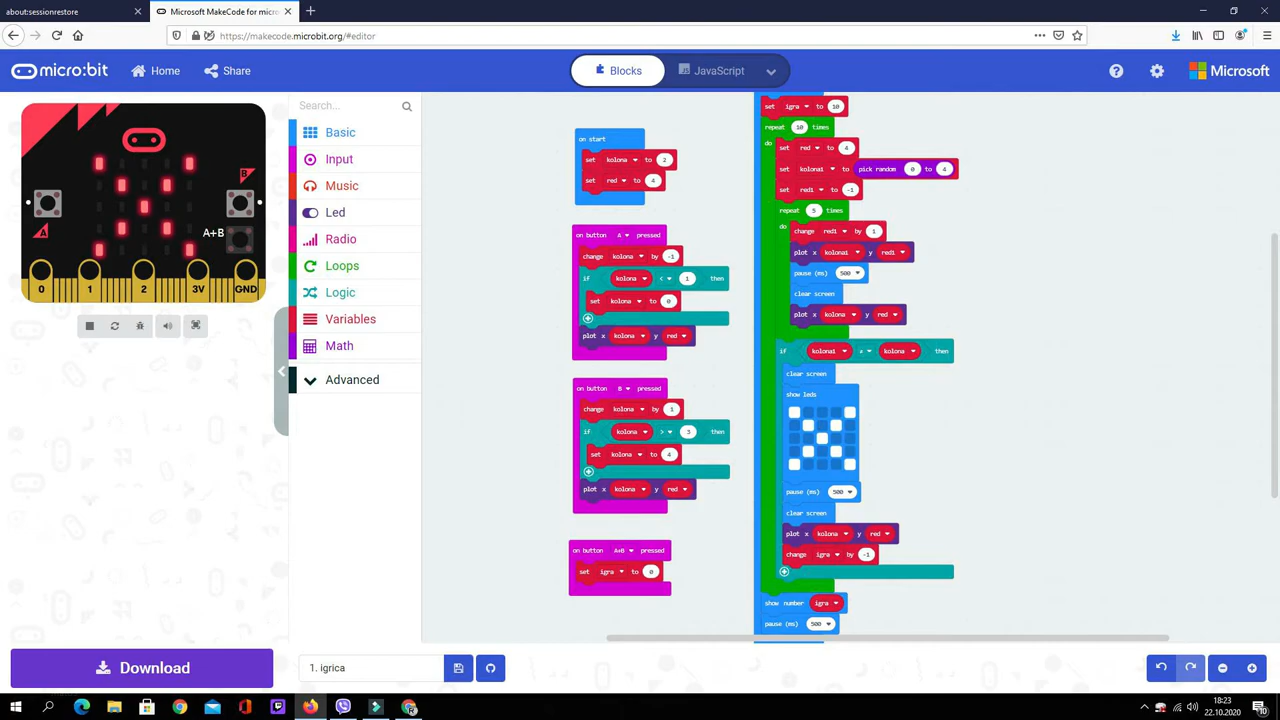 about:sessionrestore
Microsoft MakeCode for micro
https://makecode.microbit.org/#editor
micro:bit
Home
Share
Blocks
JavaScript
Microsoft
B
A+B
A
0 1 2 3V GND
Search...
Basic
Input
Music
Led
Radio
Loops
Logic
Variables
Math
Advanced
on start
set kolona to 2
set red to 4
on button A pressed
change kolona by -1
if kolona < 1 then
set kolona to 0
plot x kolona y red
on button B pressed
change kolona by 1
if kolona > 3 then
set kolona to 4
plot x kolona y red
on button A+B pressed
set igra to 0
set igra to 10
repeat 10 times
do
set red to 4
set kolona1 to pick random 0 to 4
set red1 to -1
repeat 5 times
do
change red1 by 1
plot x kolona1 y red1
pause (ms) 500
clear screen
plot x kolona y red
if kolona1 ≠ kolona then
clear screen
show leds
pause (ms) 500
clear screen
plot x kolona y red
change igra by -1
show number igra
pause (ms) 500
Download
1. igrica
18:23
22.10.2020